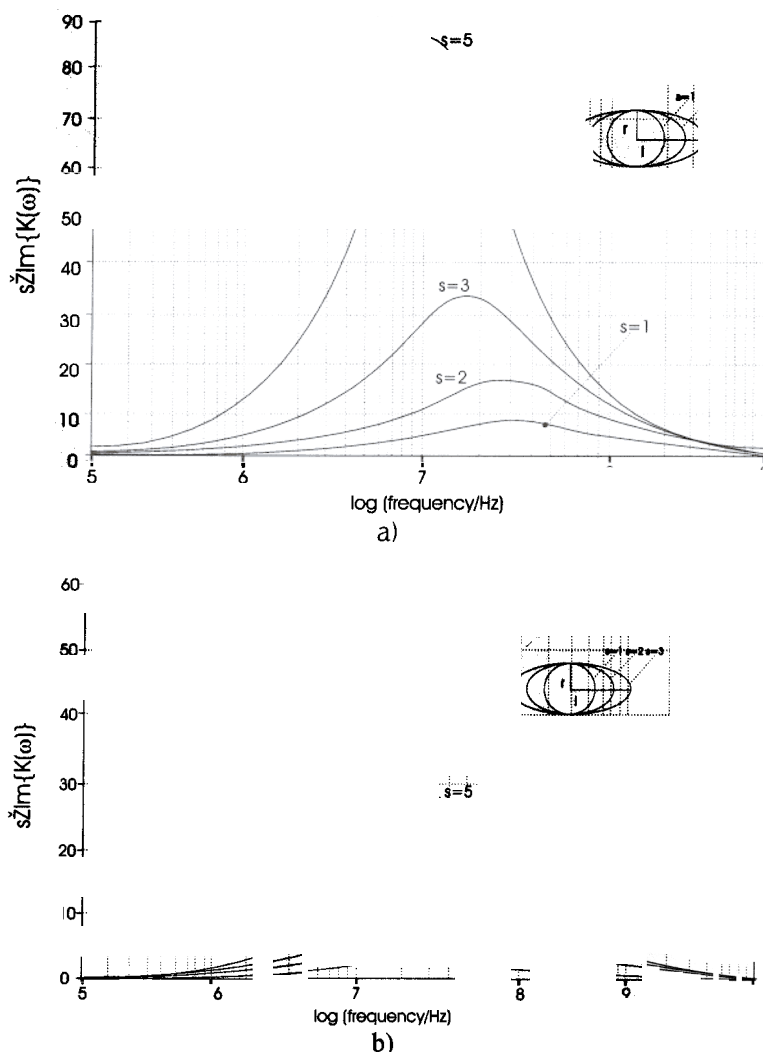 90
s=5
80
s=1
70
r
l
60
sŽIm{K(ω)}
50
40
s=3
30
s=1
20
s=2
10
0
5
6
7
log (frequency/Hz)
a)
60
s=1 s=2 s=3
50
r
l
40
sŽIm{K(ω)}
30
s=5
20
10
0
5
6
7
8
9
log (frequency/Hz)
b)